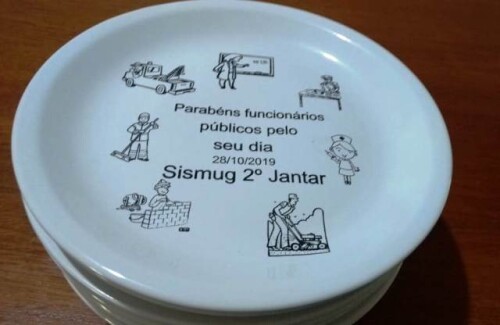 Parabéns funcionários
públicos pelo
seu dia
28/10/2019
Sismug 2º Jantar